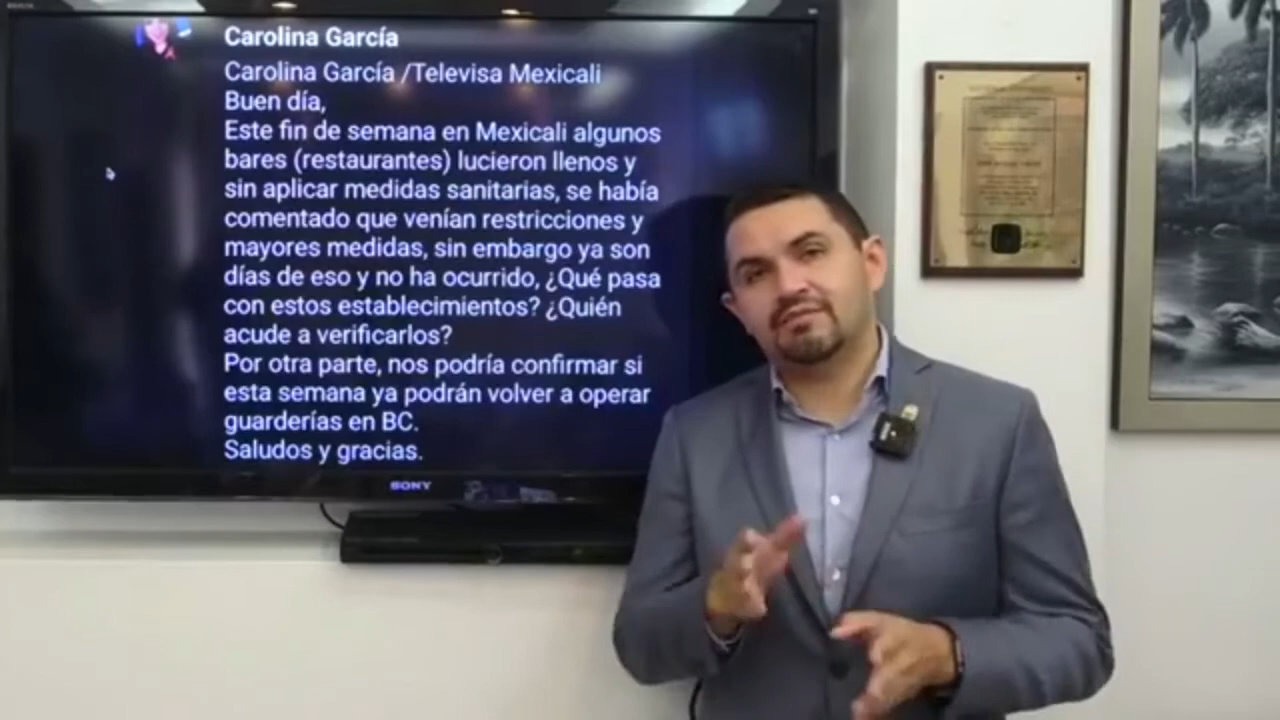 Carolina García
Carolina García /Televisa Mexicali
Buen día,
Este fin de semana en Mexicali algunos
bares (restaurantes) lucieron llenos y
sin aplicar medidas sanitarias, se había
comentado que venían restricciones y
mayores medidas, sin embargo ya son
días de eso y no ha ocurrido, ¿Qué pasa
con estos establecimientos? ¿Quién
acude a verificarlos?
Por otra parte, nos podría confirmar si
esta semana ya podrán volver a operar
guarderías en BC.
Saludos y gracias.
SONY